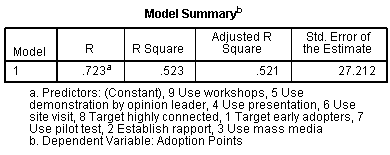 Model Summaryb
Model R R Square Adjusted R Square Std. Error of the Estimate
1 .723a .523 .521 27.212
a. Predictors: (Constant), 9 Use workshops, 5 Use
demonstration by opinion leader, 4 Use presentation, 6 Use
site visit, 8 Target highly connected, 1 Target early adopters, 7
Use pilot test, 2 Establish rapport, 3 Use mass media
b. Dependent Variable: Adoption Points